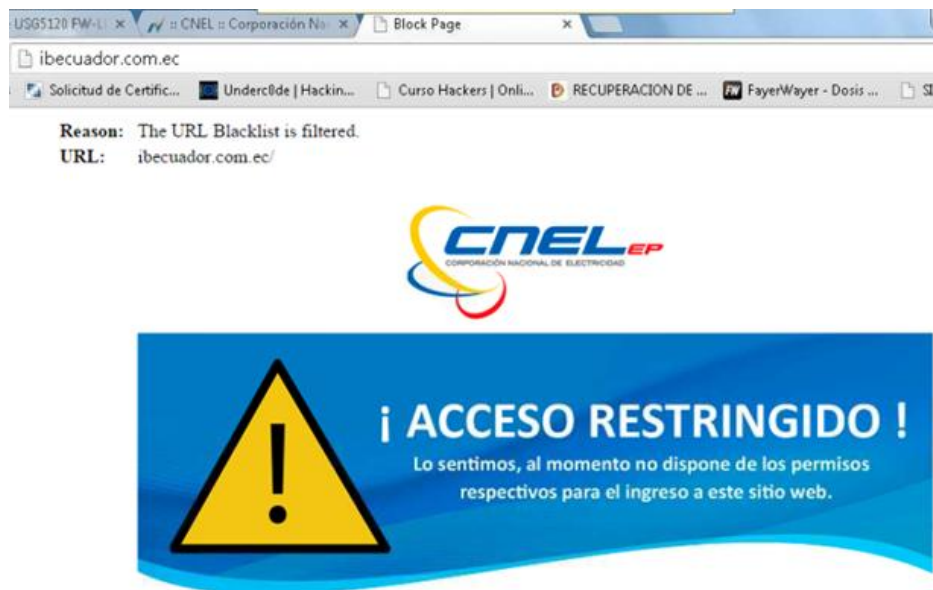 USG5120 FW-L
:: CNEL :: Corporación Na
Block Page
ibecuador.com.ec
Solicitud de Certific...
Underc0de | Hackin...
Curso Hackers | Onli...
RECUPERACION DE ...
FayerWayer - Dosis ...
Reason: The URL Blacklist is filtered.
URL: ibecuador.com.ec/
CNEL EP
CORPORACIÓN NACIONAL DE ELECTRICIDAD
¡ ACCESO RESTRINGIDO !
Lo sentimos, al momento no dispone de los permisos
respectivos para el ingreso a este sitio web.